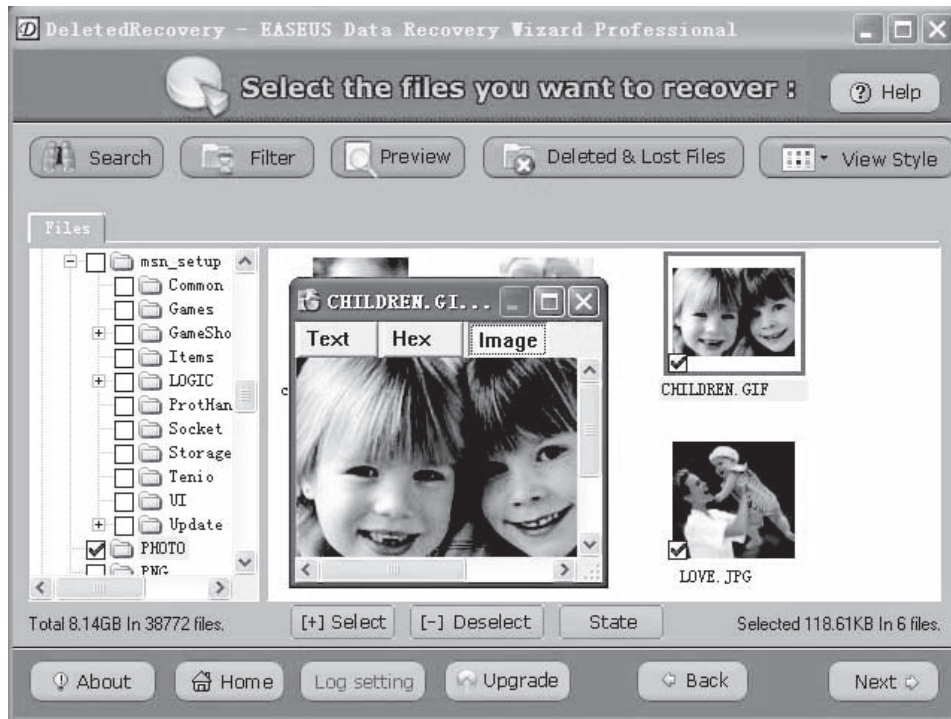 DeletedRecovery - EASEUS Data Recovery Wizard Professional
Select the files you want to recover :
Help
Search
Filter
Preview
Deleted & Lost Files
View Style
Files
msn_setup
Common
Games
GameSho
Items
LOGIC
ProtHan
Socket
Storage
Tenio
UI
Update
PHOTO
PNG
CHILDREN.GI...
Text Hex Image
CHILDREN.GIF
LOVE.JPG
Total 8.14GB In 38772 files.
[+] Select
[-] Deselect
State
Selected 118.61KB In 6 files.
About
Home
Log setting
Upgrade
Back
Next